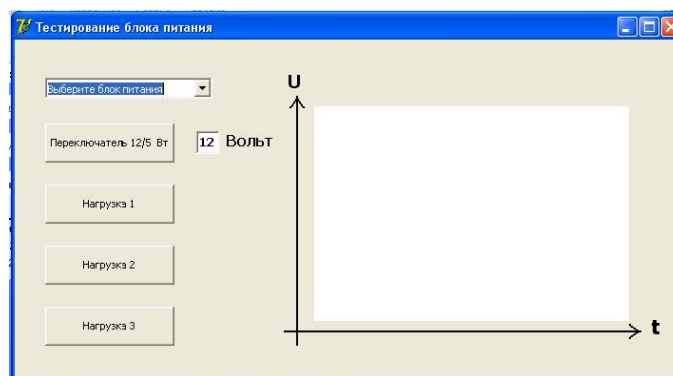 Тестирование блока питания
Выберите блок питания
U
Переключатель 12/5 Вт
12 Вольт
Нагрузка 1
Нагрузка 2
Нагрузка 3
t